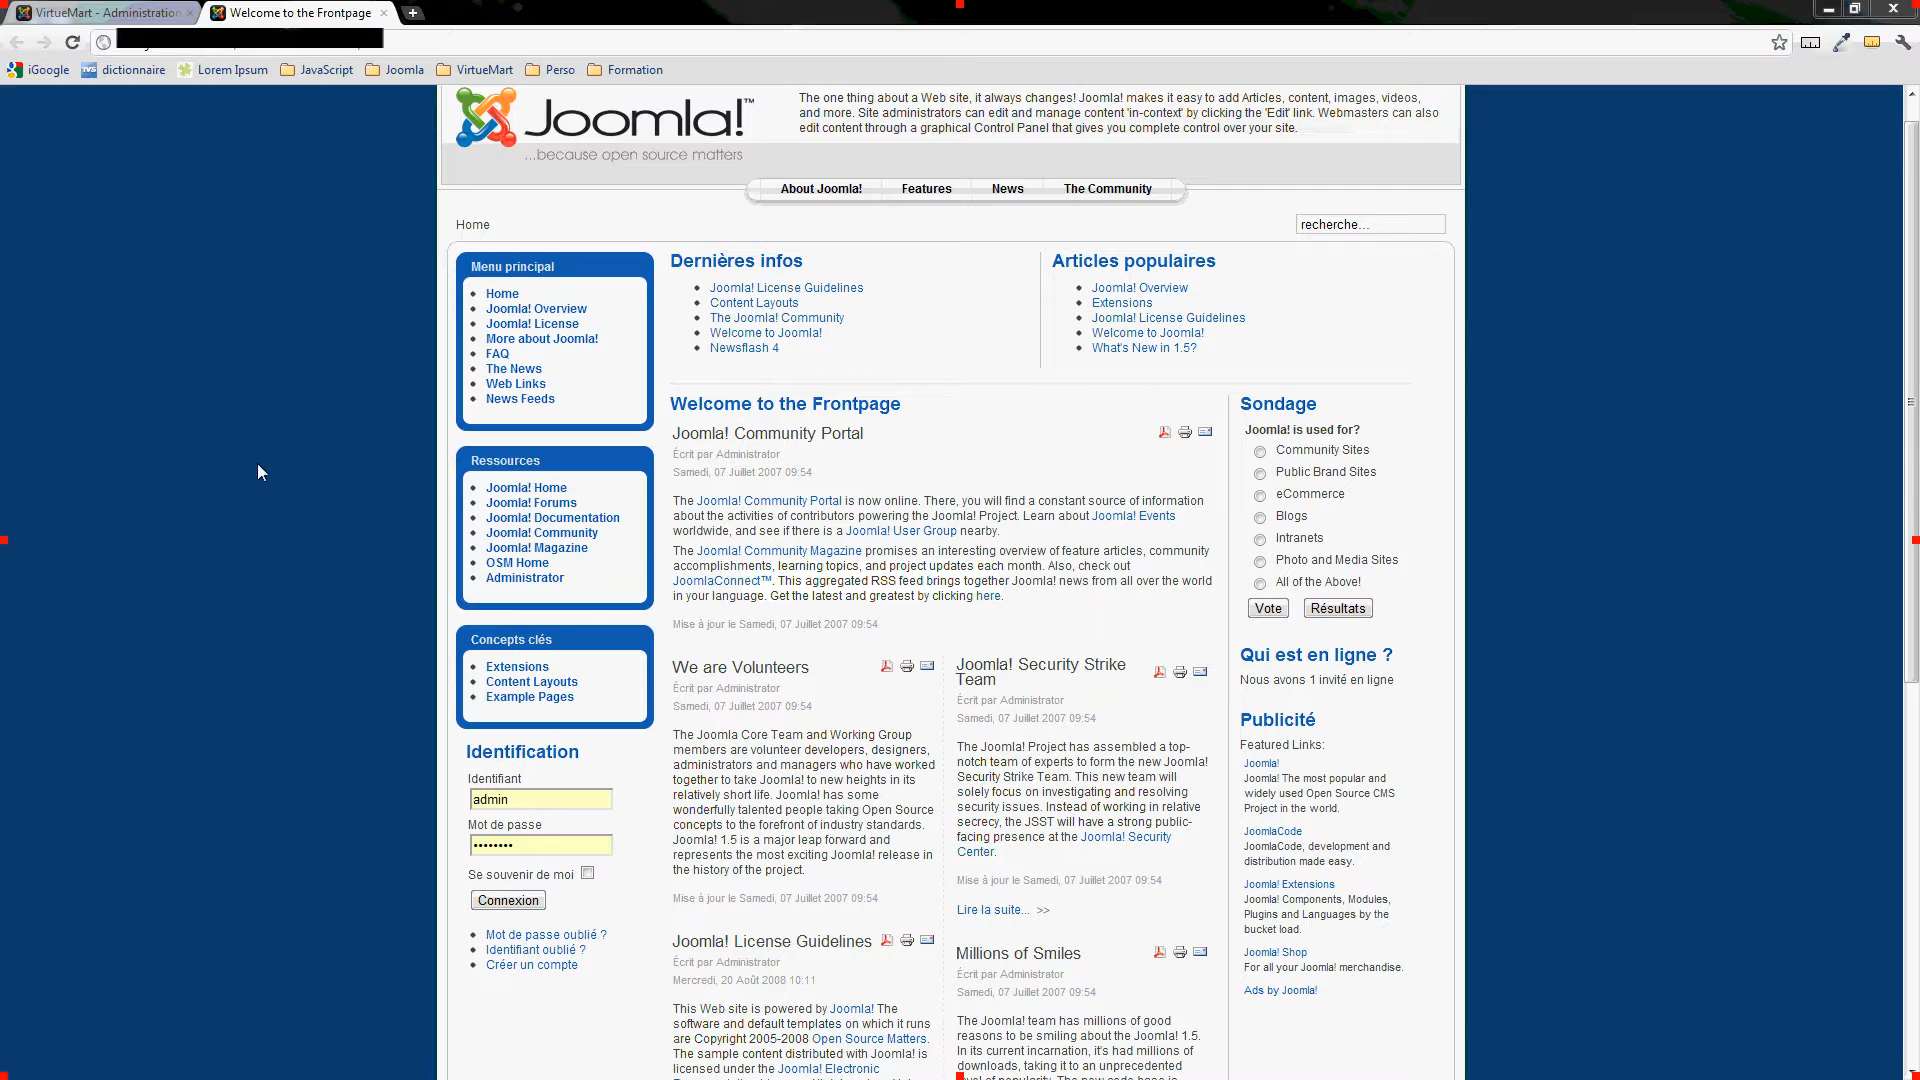 VirtueMart - Administration
Welcome to the Frontpage
iGoogle
dictionnaire
Lorem Ipsum
JavaScript
Joomla
VirtueMart
Perso
Formation
Joomla!™
...because open source matters
The one thing about a Web site, it always changes! Joomla! makes it easy to add Articles, content, images, videos,
and more. Site administrators can edit and manage content 'in-context' by clicking the 'Edit' link. Webmasters can also
edit content through a graphical Control Panel that gives you complete control over your site.
About Joomla!
Features
News
The Community
Home
recherche...
Menu principal
Home
Joomla! Overview
Joomla! License
More about Joomla!
FAQ
The News
Web Links
News Feeds
Ressources
Joomla! Home
Joomla! Forums
Joomla! Documentation
Joomla! Community
Joomla! Magazine
OSM Home
Administrator
Concepts clés
Extensions
Content Layouts
Example Pages
Identification
Identifiant
admin
Mot de passe
••••••••
Se souvenir de moi
Connexion
Mot de passe oublié ?
Identifiant oublié ?
Créer un compte
Dernières infos
Joomla! License Guidelines
Content Layouts
The Joomla! Community
Welcome to Joomla!
Newsflash 4
Articles populaires
Joomla! Overview
Extensions
Joomla! License Guidelines
Welcome to Joomla!
What's New in 1.5?
Welcome to the Frontpage
Joomla! Community Portal
Écrit par Administrator
Samedi, 07 Juillet 2007 09:54
The Joomla! Community Portal is now online. There, you will find a constant source of information
about the activities of contributors powering the Joomla! Project. Learn about Joomla! Events
worldwide, and see if there is a Joomla! User Group nearby.
The Joomla! Community Magazine promises an interesting overview of feature articles, community
accomplishments, learning topics, and project updates each month. Also, check out
JoomlaConnect™. This aggregated RSS feed brings together Joomla! news from all over the world
in your language. Get the latest and greatest by clicking here.
Mise à jour le Samedi, 07 Juillet 2007 09:54
We are Volunteers
Écrit par Administrator
Samedi, 07 Juillet 2007 09:54
The Joomla Core Team and Working Group
members are volunteer developers, designers,
administrators and managers who have worked
together to take Joomla! to new heights in its
relatively short life. Joomla! has some
wonderfully talented people taking Open Source
concepts to the forefront of industry standards.
Joomla! 1.5 is a major leap forward and
represents the most exciting Joomla! release in
the history of the project.
Mise à jour le Samedi, 07 Juillet 2007 09:54
Joomla! License Guidelines
Écrit par Administrator
Mercredi, 20 Août 2008 10:11
This Web site is powered by Joomla! The
software and default templates on which it runs
are Copyright 2005-2008 Open Source Matters.
The sample content distributed with Joomla! is
licensed under the Joomla! Electronic
Joomla! Security Strike
Team
Écrit par Administrator
Samedi, 07 Juillet 2007 09:54
The Joomla! Project has assembled a top-
notch team of experts to form the new Joomla!
Security Strike Team. This new team will
solely focus on investigating and resolving
security issues. Instead of working in relative
secrecy, the JSST will have a strong public-
facing presence at the Joomla! Security
Center.
Mise à jour le Samedi, 07 Juillet 2007 09:54
Lire la suite... >>
Millions of Smiles
Écrit par Administrator
Samedi, 07 Juillet 2007 09:54
The Joomla! team has millions of good
reasons to be smiling about the Joomla! 1.5.
In its current incarnation, it's had millions of
downloads, taking it to an unprecedented
level of popularity. The new code base is
Sondage
Joomla! is used for?
Community Sites
Public Brand Sites
eCommerce
Blogs
Intranets
Photo and Media Sites
All of the Above!
Vote
Résultats
Qui est en ligne ?
Nous avons 1 invité en ligne
Publicité
Featured Links:
Joomla!
Joomla! The most popular and
widely used Open Source CMS
Project in the world.
JoomlaCode
JoomlaCode, development and
distribution made easy.
Joomla! Extensions
Joomla! Components, Modules,
Plugins and Languages by the
bucket load.
Joomla! Shop
For all your Joomla! merchandise.
Ads by Joomla!